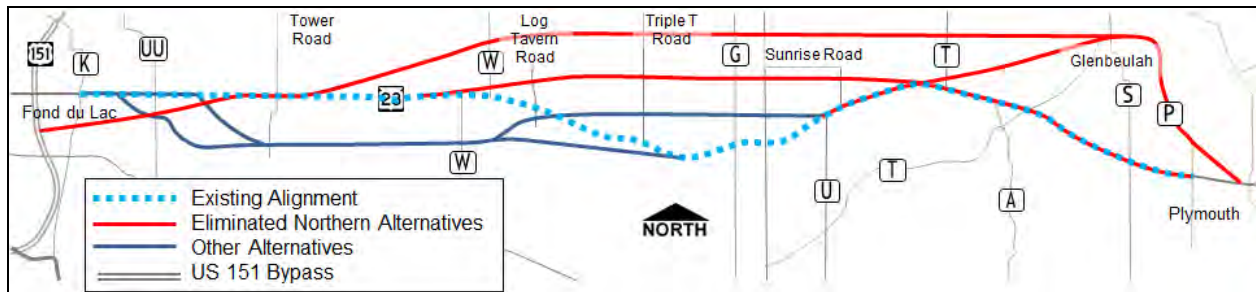 Tower
Road
Log
Tavern
Road
Triple T
Road
151
K
UU
W
G
Sunrise Road
T
Glenbeulah
Fond du Lac
23
S
P
W
U
T
A
Plymouth
Existing Alignment
Eliminated Northern Alternatives
Other Alternatives
US 151 Bypass
NORTH